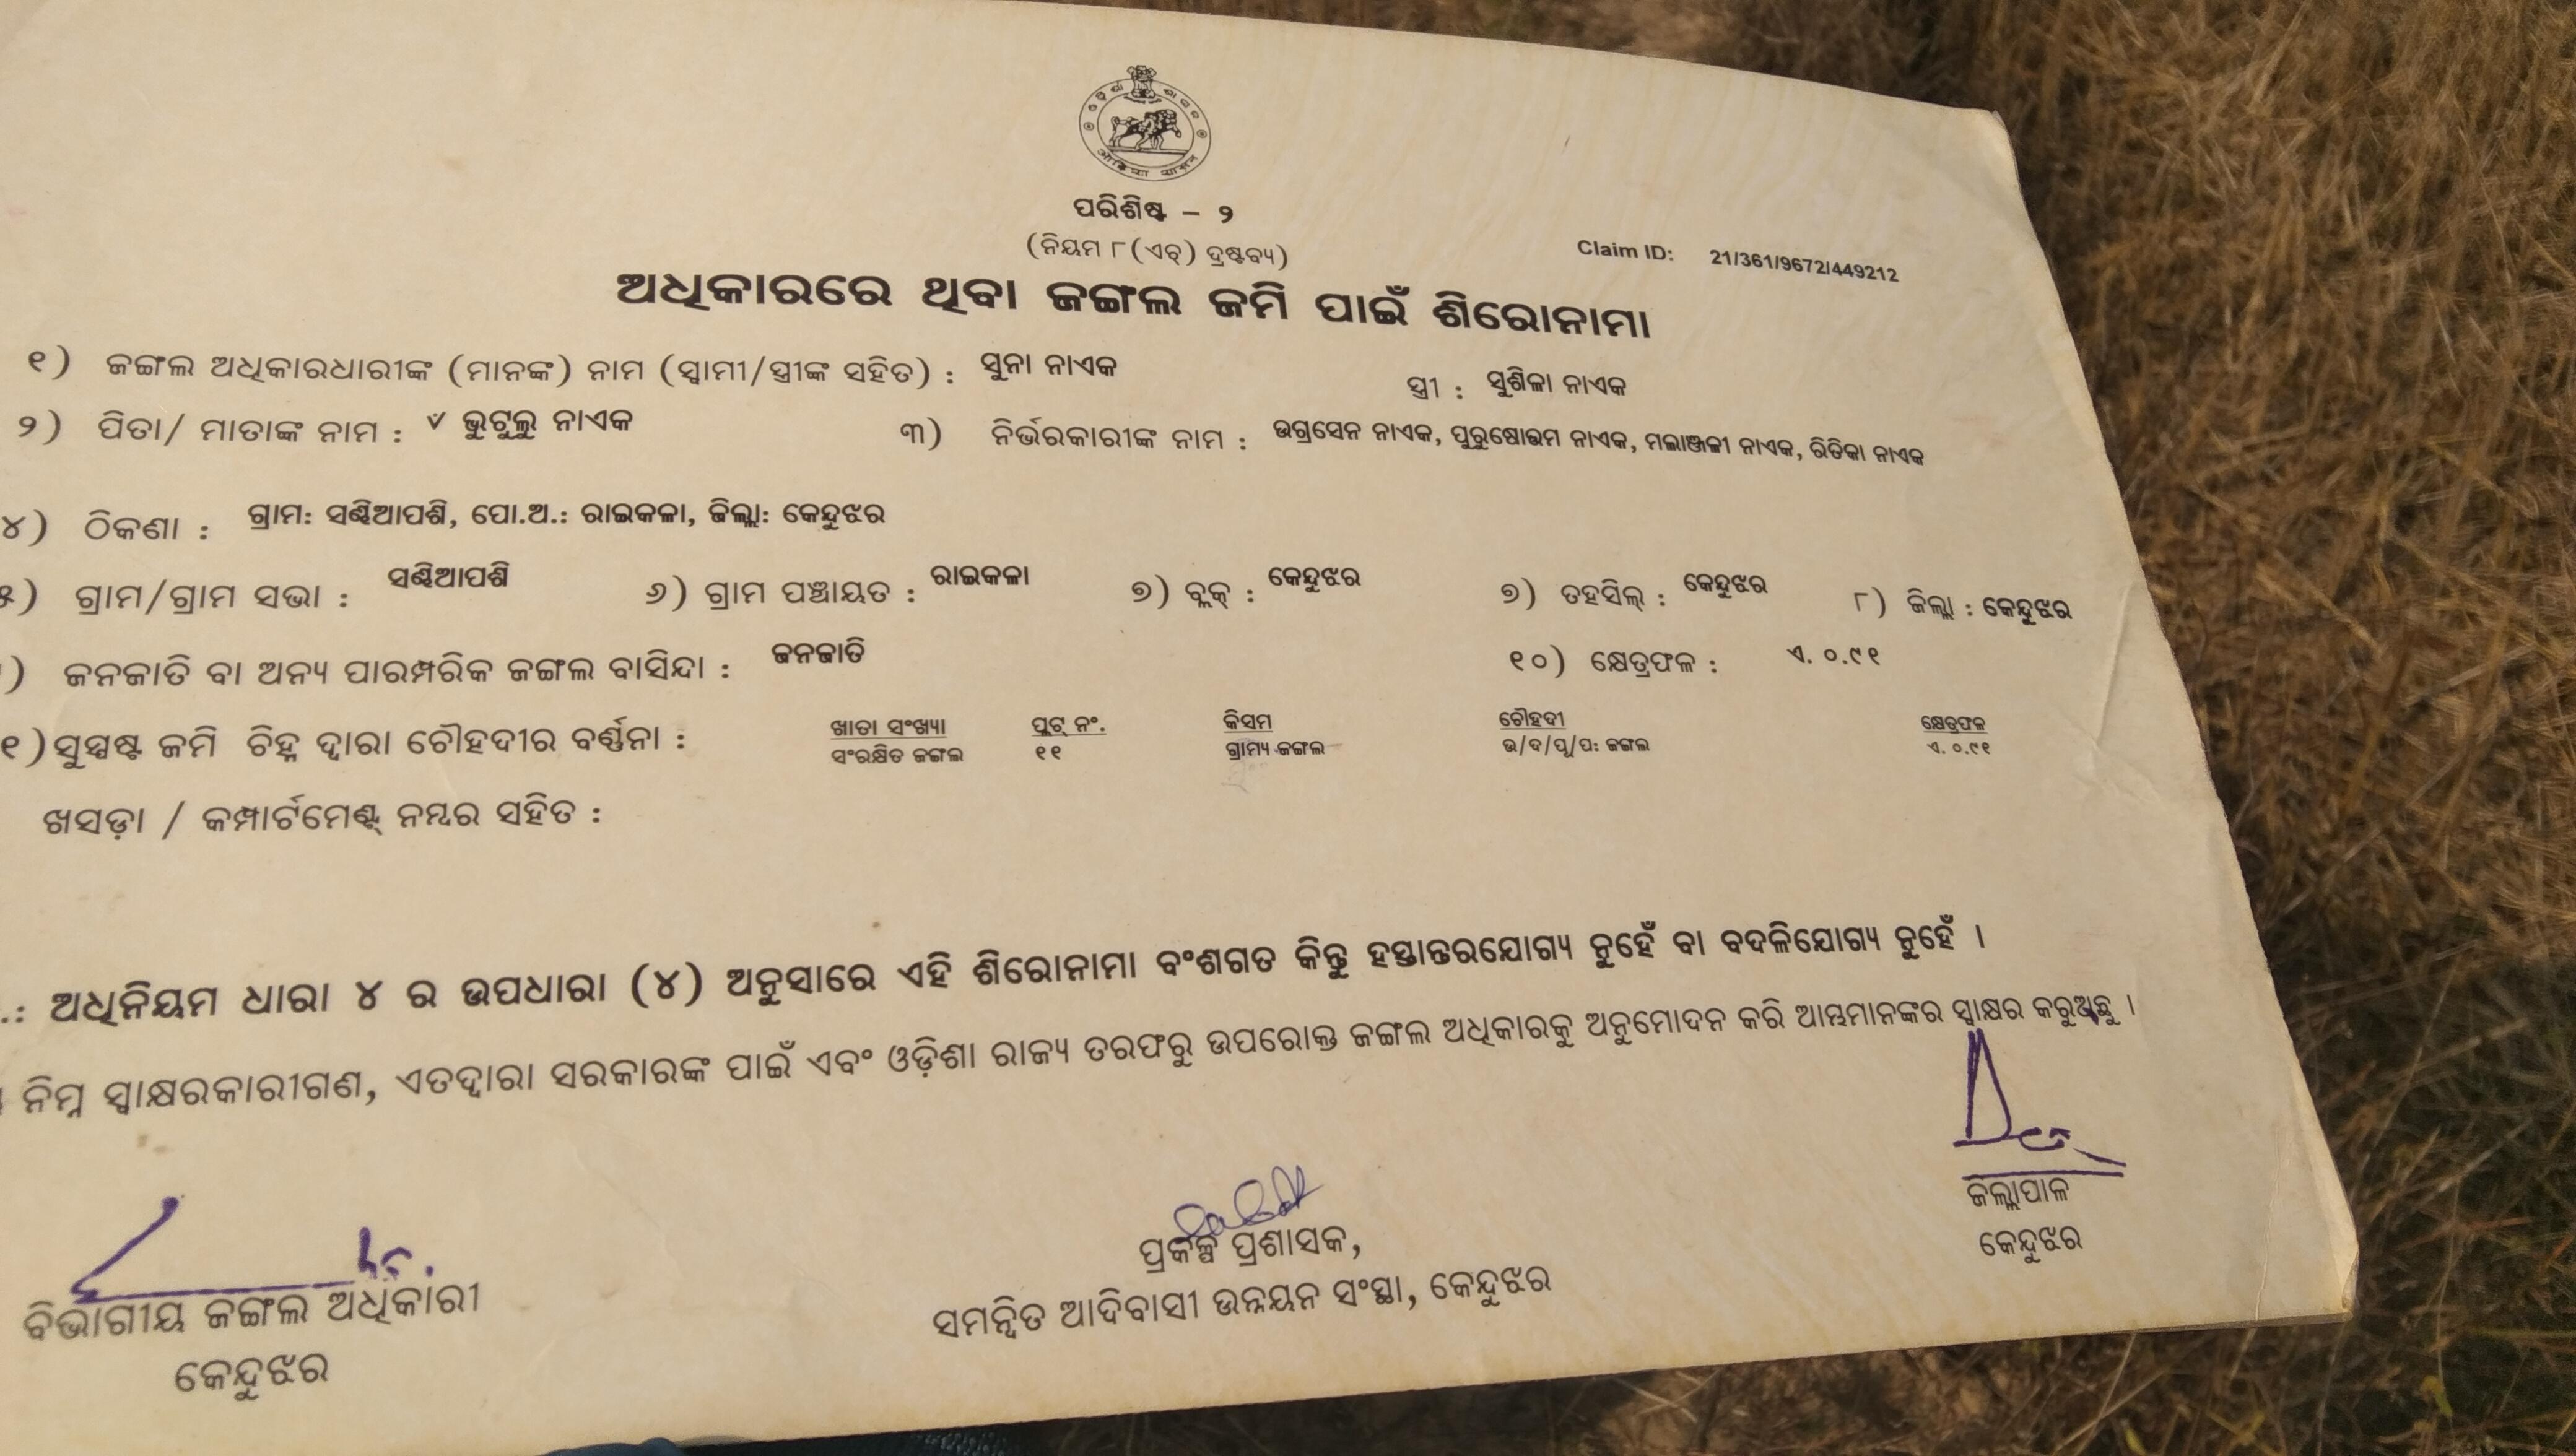 ପରିଶିଷ୍ଟ – ୨
(ନିୟମ ୮(ଏଚ୍) ଦ୍ରଷ୍ଟବ୍ୟ)
Claim ID: 21/361/9672/449212
ଅଧିକାରରେ ଥିବା ଜଙ୍ଗଲ ଜମି ପାଇଁ ଶିରୋନାମା
୧) ଜଙ୍ଗଲ ଅଧିକାରଧାରୀଙ୍କ (ମାନଙ୍କ) ନାମ (ସ୍ୱାମୀ/ସ୍ତ୍ରୀଙ୍କ ସହିତ) : ସୁନା ନାଏକ ସ୍ତ୍ରୀ : ସୁଶିଳା ନାଏକ
୨) ପିତା/ ମାତାଙ୍କ ନାମ : ଭୁଟୁଲୁ ନାଏକ ୩) ନିର୍ଭରକାରୀଙ୍କ ନାମ : ଉଗ୍ରସେନ ନାଏକ, ପୁରୁଷୋତ୍ତମ ନାଏକ, ମଲାଞ୍ଜଳୀ ନାଏକ, ରିତିକା ନାଏକ
୪) ଠିକଣା : ଗ୍ରାମ: ସଣ୍ଢିଆପଶି, ପୋ.ଅ.: ରାଇକଳା, ଜିଲ୍ଲା: କେନ୍ଦୁଝର
୫) ଗ୍ରାମ/ଗ୍ରାମ ସଭା : ସଣ୍ଢିଆପଶି ୬) ଗ୍ରାମ ପଞ୍ଚାୟତ : ରାଇକଳା ୭) ବ୍ଲକ୍ : କେନ୍ଦୁଝର ୭) ତହସିଲ୍ : କେନ୍ଦୁଝର ୮) ଜିଲ୍ଲା : କେନ୍ଦୁଝର
) ଜନଜାତି ବା ଅନ୍ୟ ପାରମ୍ପରିକ ଜଙ୍ଗଲ ବାସିନ୍ଦା : ଜନଜାତି ୧୦) କ୍ଷେତ୍ରଫଳ : ଏ. ୦.୯୧
୧)ସୁସ୍ପଷ୍ଟ ଜମି ଚିହ୍ନ ଦ୍ୱାରା ଚୌହଦୀର ବର୍ଣ୍ଣନା : ଖାତା ସଂଖ୍ୟା ପ୍ଲଟ୍ ନଂ. କିସମ ଚୌହଦୀ କ୍ଷେତ୍ରଫଳ
ସଂରକ୍ଷିତ ଜଙ୍ଗଲ ୧୧ ଗ୍ରାମ୍ୟ ଜଙ୍ଗଲ ଉ/ଦ/ପୂ/ପ: ଜଙ୍ଗଲ ଏ. ୦.୯୧
ଖସଡ଼ା / କମ୍ପାର୍ଟମେଣ୍ଟ୍ ନମ୍ବର ସହିତ :
.: ଅଧିନିୟମ ଧାରା ୪ ର ଉପଧାରା (୪) ଅନୁସାରେ ଏହି ଶିରୋନାମା ବଂଶଗତ କିନ୍ତୁ ହସ୍ତାନ୍ତରଯୋଗ୍ୟ ନୁହେଁ ବା ବଦଳିଯୋଗ୍ୟ ନୁହେଁ ।
ନିମ୍ନ ସ୍ୱାକ୍ଷରକାରୀଗଣ, ଏତଦ୍ୱାରା ସରକାରଙ୍କ ପାଇଁ ଏବଂ ଓଡ଼ିଶା ରାଜ୍ୟ ତରଫରୁ ଉପରୋକ୍ତ ଜଙ୍ଗଲ ଅଧିକାରକୁ ଅନୁମୋଦନ କରି ଆମ୍ଭମାନଙ୍କର ସ୍ୱାକ୍ଷର କରୁଅଛୁ ।
ବିଭାଗୀୟ ଜଙ୍ଗଲ ଅଧିକାରୀ
କେନ୍ଦୁଝର
ପ୍ରକଳ୍ପ ପ୍ରଶାସକ,
ସମନ୍ୱିତ ଆଦିବାସୀ ଉନ୍ନୟନ ସଂସ୍ଥା, କେନ୍ଦୁଝର
ଜିଲ୍ଲାପାଳ
କେନ୍ଦୁଝର